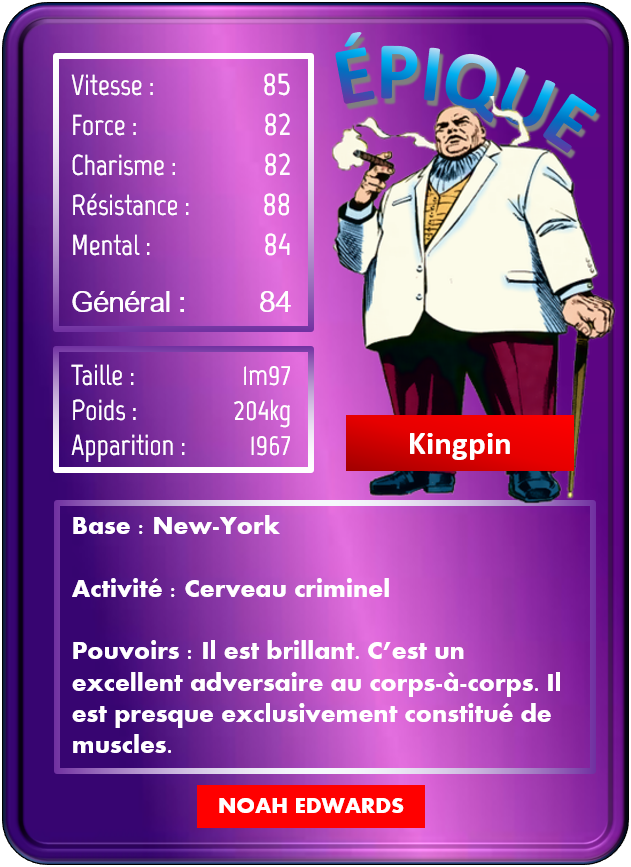 ÉPIQUE
Vitesse : 85
Force : 82
Charisme : 82
Résistance : 88
Mental : 84
Général : 84
Taille : 1m97
Poids : 204kg
Apparition : 1967
Kingpin
Base : New-York
Activité : Cerveau criminel
Pouvoirs : Il est brillant. C’est un
excellent adversaire au corps-à-corps. Il
est presque exclusivement constitué de
muscles.
NOAH EDWARDS